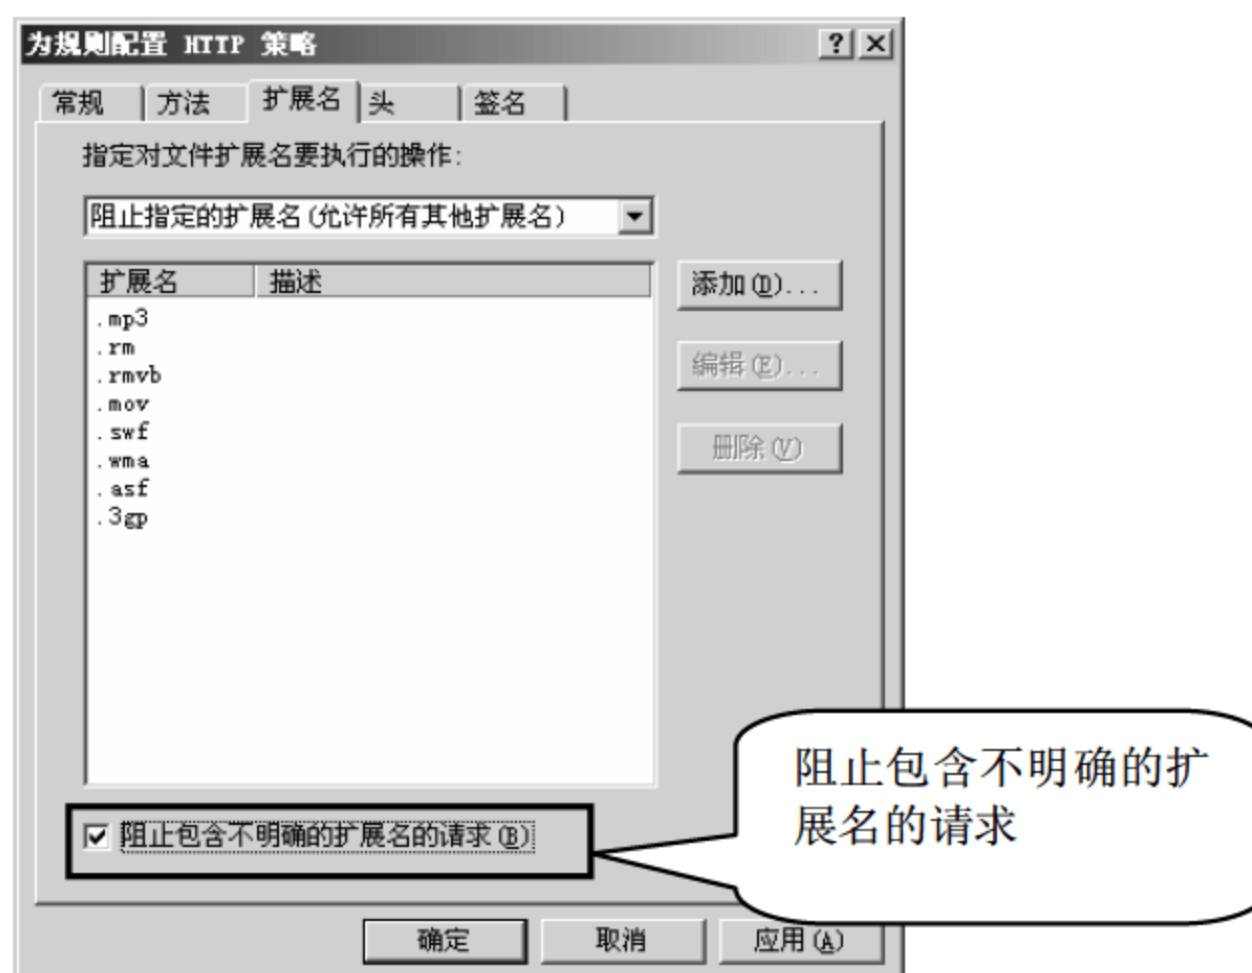 为规则配置 HTTP 策略
常规 方法 扩展名 头 签名
指定对文件扩展名要执行的操作:
阻止指定的扩展名(允许所有其他扩展名)
扩展名 描述
.mp3
.rm
.rmvb
.mov
.swf
.wma
.asf
.3gp
添加(D)...
编辑(E)...
删除(V)
阻止包含不明确的扩展名的请求(B)
阻止包含不明确的扩
展名的请求
确定 取消 应用(A)